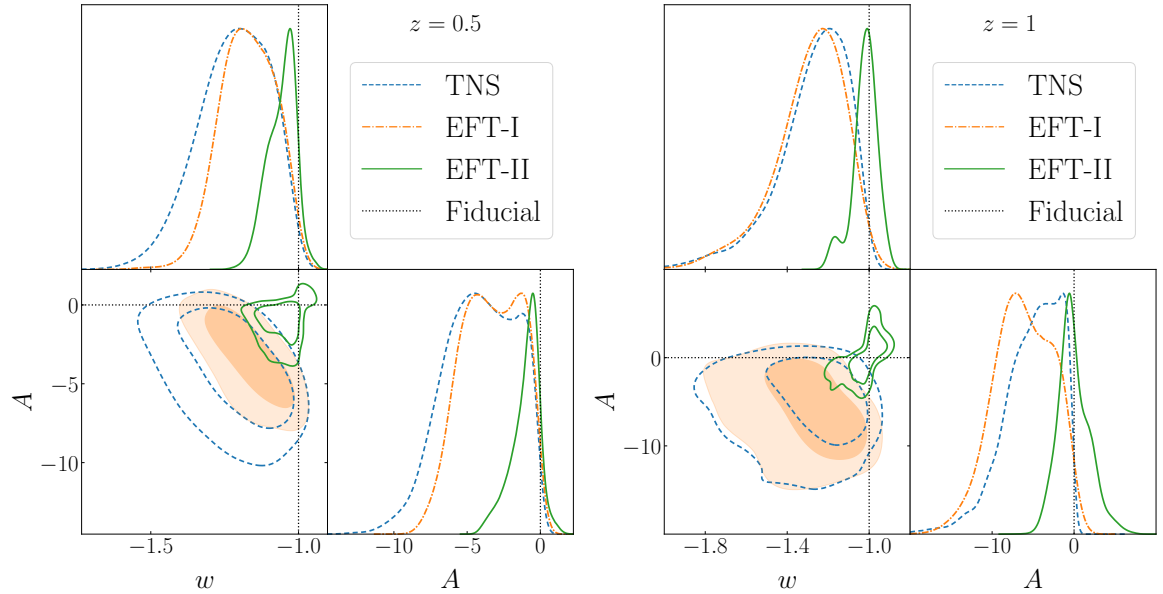 z = 0.5
TNS
EFT-I
EFT-II
Fiducial
0
−5
−10
A
−1.5
−1.0
w
−10
−5
0
A
z = 1
TNS
EFT-I
EFT-II
Fiducial
0
−10
A
−1.8
−1.4
−1.0
w
−10
0
A